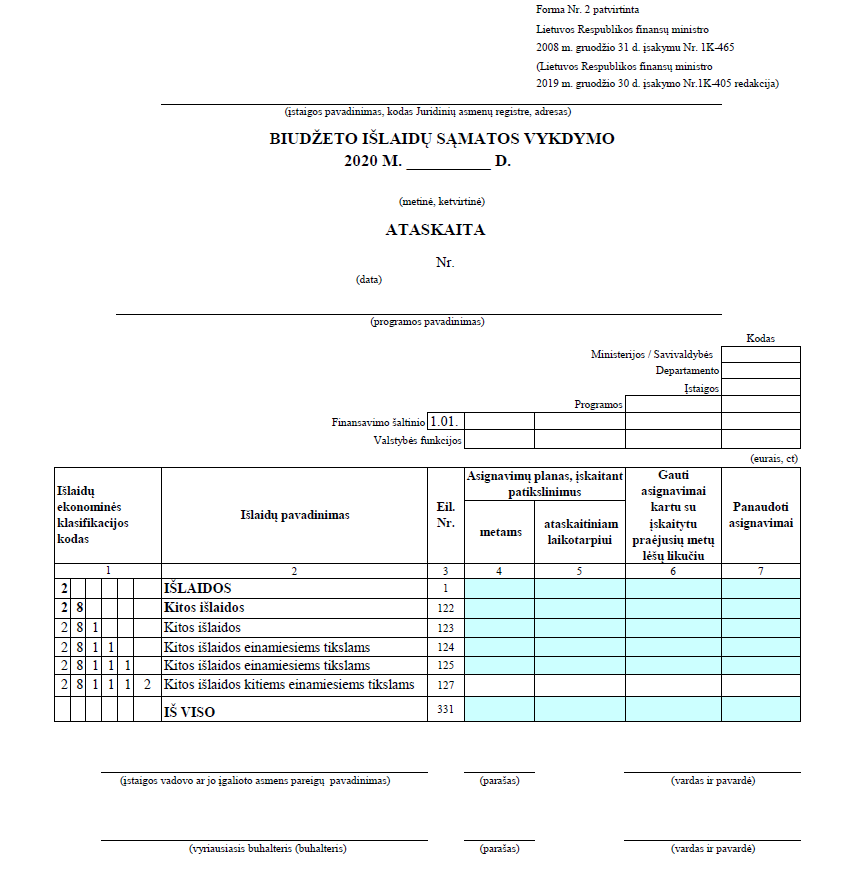 Forma Nr. 2 patvirtinta
Lietuvos Respublikos finansų ministro
2008 m. gruodžio 31 d. įsakymu Nr. 1K-465
(Lietuvos Respublikos finansų ministro
2019 m. gruodžio 30 d. įsakymo Nr.1K-405 redakcija)
(įstaigos pavadinimas, kodas Juridinių asmenų registre, adresas)
BIUDŽETO IŠLAIDŲ SĄMATOS VYKDYMO
2020 M. __________ D.
(metinė, ketvirtinė)
ATASKAITA
Nr.
(data)
(programos pavadinimas)
Kodas
Ministerijos / Savivaldybės
Departamento
Įstaigos
Programos
Finansavimo šaltinio 1.01.
Valstybės funkcijos
(eurais, ct)
Išlaidų
ekonominės
klasifikacijos
kodas
Išlaidų pavadinimas
Eil.
Nr.
Asignavimų planas, įskaitant
patikslinimus
metams
ataskaitiniam
laikotarpiui
Gauti
asignavimai
kartu su
įskaitytu
praėjusių metų
lėšų likučiu
Panaudoti
asignavimai
1 2 3 4 5 6 7
2 IŠLAIDOS 1
2 8 Kitos išlaidos 122
2 8 1 Kitos išlaidos 123
2 8 1 1 Kitos išlaidos einamiesiems tikslams 124
2 8 1 1 1 Kitos išlaidos einamiesiems tikslams 125
2 8 1 1 1 2 Kitos išlaidos kitiems einamiesiems tikslams 127
IŠ VISO 331
(įstaigos vadovo ar jo įgalioto asmens pareigų pavadinimas) (parašas) (vardas ir pavardė)
(vyriausiasis buhalteris (buhalteris) (parašas) (vardas ir pavardė)